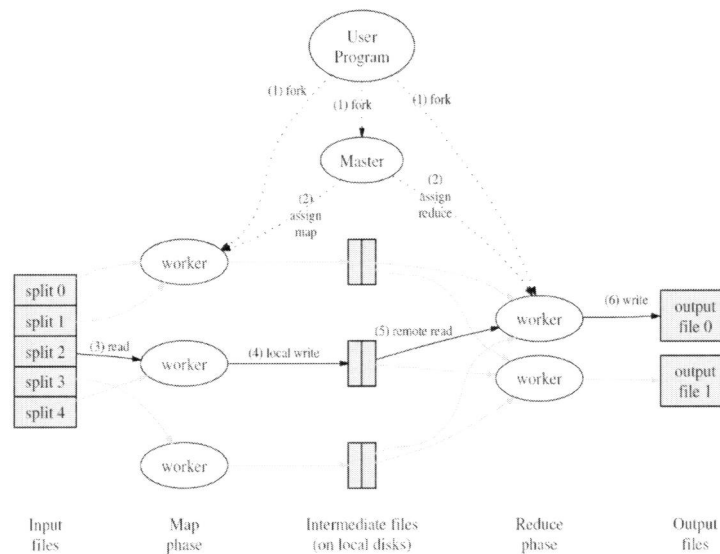 User
Program
(1) fork
(1) fork
(1) fork
Master
(2)
assign
map
(2)
assign
reduce
worker
split 0
split 1
split 2
split 3
split 4
(3) read
worker
(4) local write
(5) remote read
worker
(6) write
output
file 0
worker
output
file 1
worker
Input
files
Map
phase
Intermediate files
(on local disks)
Reduce
phase
Output
files